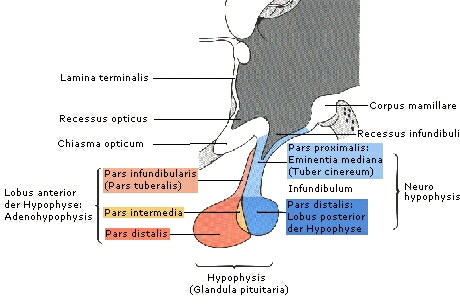 Lamina terminalis
Recessus opticus
Chiasma opticum
Corpus mamillare
Recessus infundibuli
Pars infundibularis
(Pars tuberalis)
Lobus anterior
der Hypophyse:
Adenohypophysis
Pars intermedia
Pars distalis
Pars proximalis:
Eminentia mediana
(Tuber cinereum)
Infundibulum
Pars distalis:
Lobus posterior
der Hypophyse
Neuro
hypophysis
Hypophysis
(Glandula pituitaria)